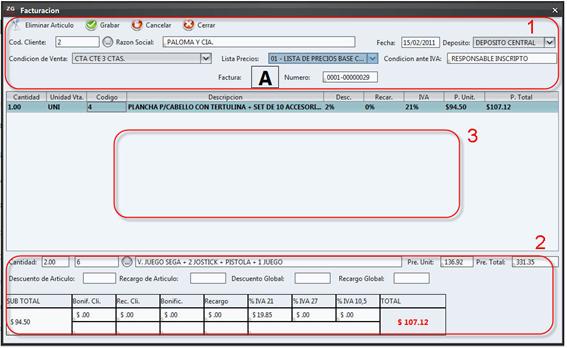 ZG Facturacion
Eliminar Articulo Grabar Cancelar Cerrar 1
Cod. Cliente: 2 Razon Social: PALOMA Y CIA. Fecha: 15/02/2011 Deposito: DEPOSITO CENTRAL
Condicion de Venta: CTA CTE 3 CTAS. Lista Precios: 01 - LISTA DE PRECIOS BASE C... Condicion ante IVA: RESPONSABLE INSCRIPTO
Factura: A Numero: 0001-00000029
Cantidad Unidad Vta. Codigo Descripcion Desc. Recar. IVA P. Unit. P. Total
1.00 UNI 4 PLANCHA P/CABELLO CON TERTULINA + SET DE 10 ACCESORI... 2% 0% 21% $94.50 $107.12
3
2
Cantidad: 2.00 6 V. JUEGO SEGA + 2 JOSTICK + PISTOLA + 1 JUEGO Pre. Unit: 136.92 Pre. Total: 331.35
Descuento de Articulo: Recargo de Articulo: Descuento Global: Recargo Global:
SUB TOTAL Bonif. Cli. Rec. Cli. Bonific. Recargo % IVA 21 % IVA 27 % IVA 10,5 TOTAL
$ 94.50 $ .00 $ .00 $ .00 $ .00 $ 19.85 $ .00 $ .00 $ 107.12